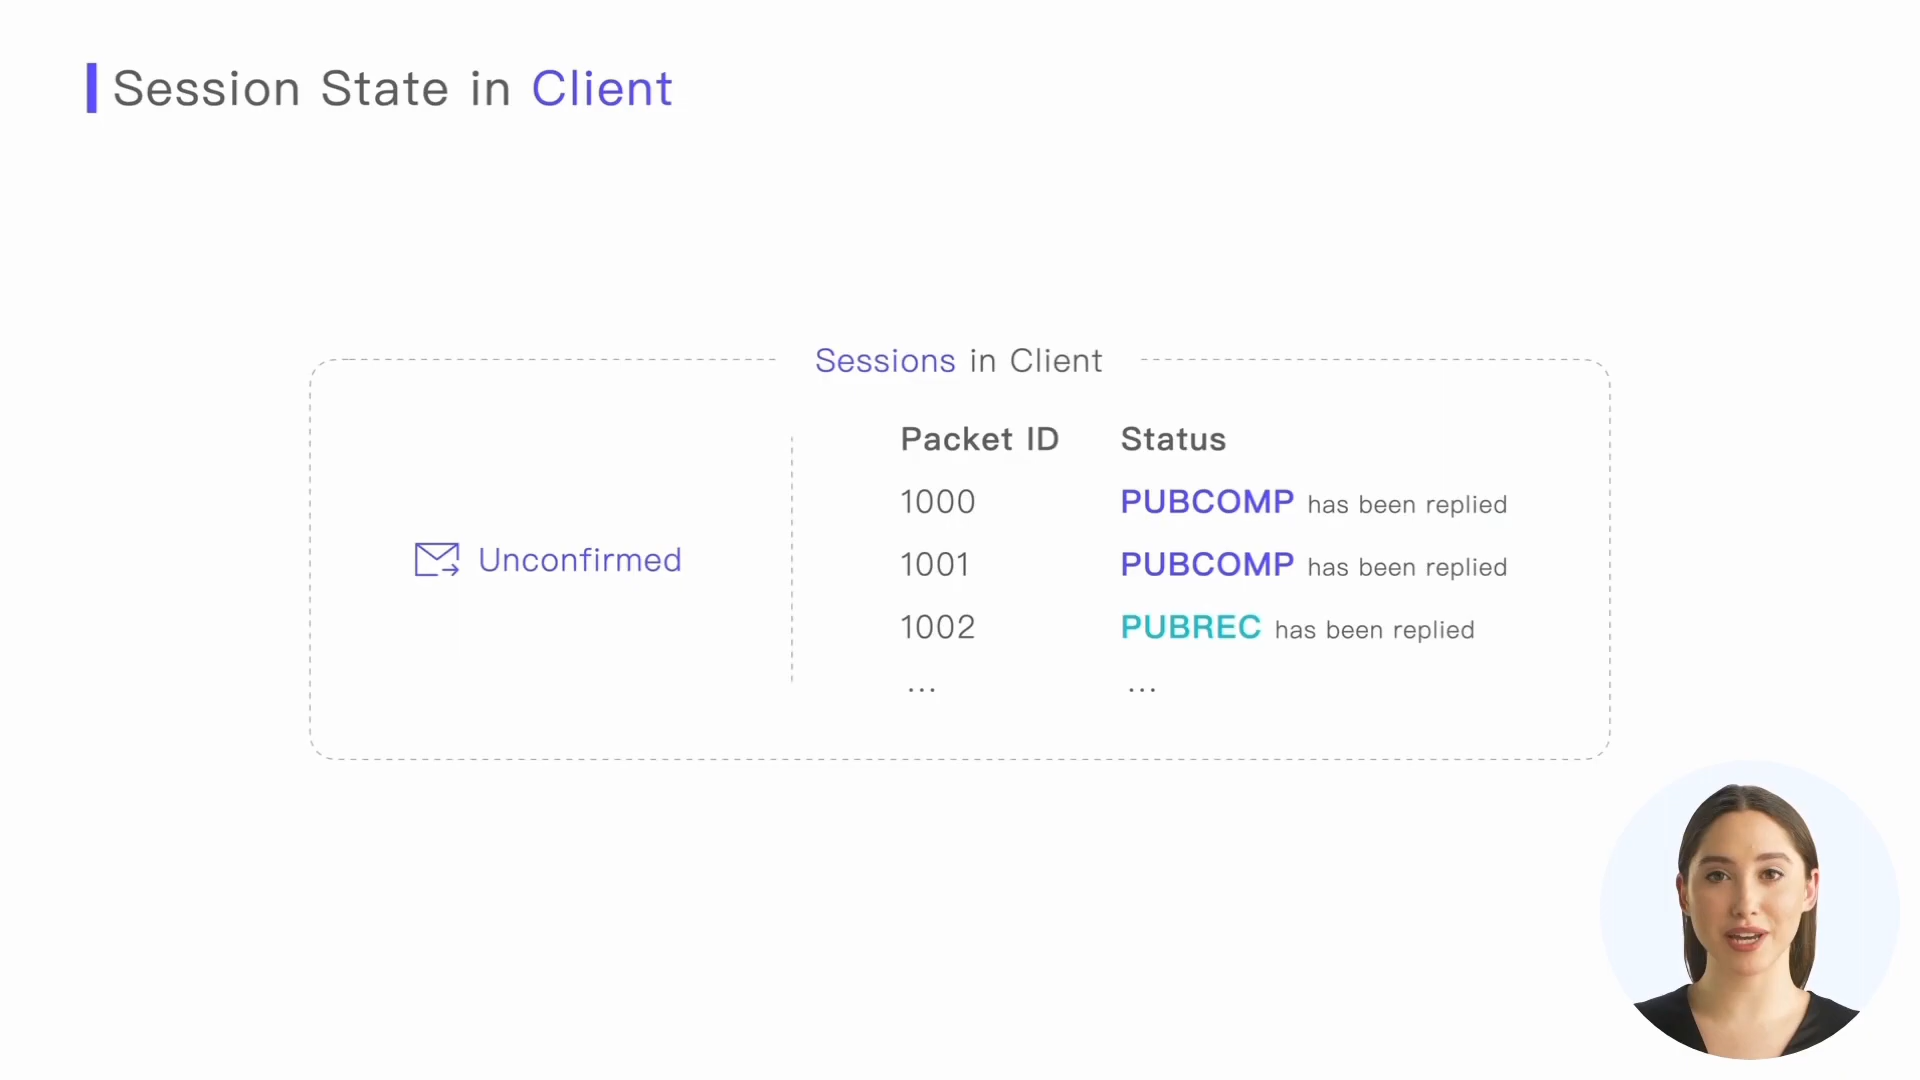 Session State in Client
Sessions in Client
Unconfirmed
Packet ID Status
1000 PUBCOMP has been replied
1001 PUBCOMP has been replied
1002 PUBREC has been replied
... ...